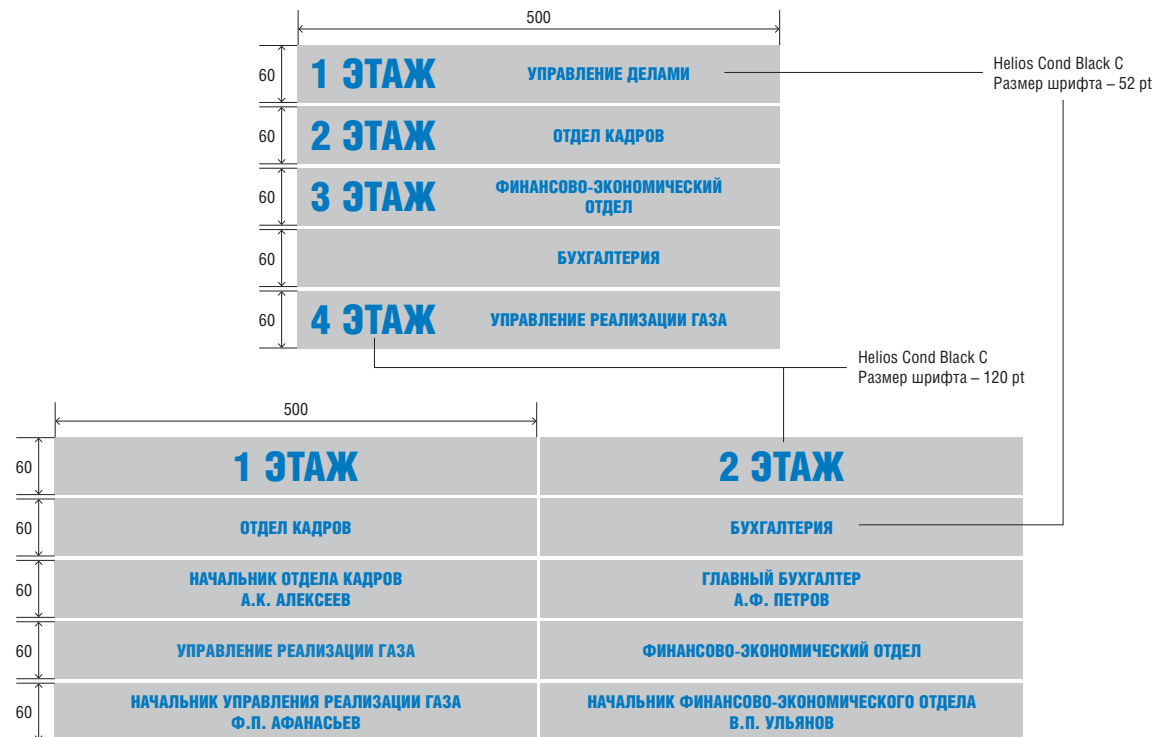 500
60
1 ЭТАЖ УПРАВЛЕНИЕ ДЕЛАМИ
Helios Cond Black C
Размер шрифта – 52 pt
60
2 ЭТАЖ ОТДЕЛ КАДРОВ
60
3 ЭТАЖ ФИНАНСОВО-ЭКОНОМИЧЕСКИЙ
ОТДЕЛ
60
БУХГАЛТЕРИЯ
60
4 ЭТАЖ УПРАВЛЕНИЕ РЕАЛИЗАЦИИ ГАЗА
Helios Cond Black C
Размер шрифта – 120 pt
500
60
1 ЭТАЖ 2 ЭТАЖ
60
ОТДЕЛ КАДРОВ БУХГАЛТЕРИЯ
60
НАЧАЛЬНИК ОТДЕЛА КАДРОВ ГЛАВНЫЙ БУХГАЛТЕР
А.К. АЛЕКСЕЕВ А.Ф. ПЕТРОВ
60
УПРАВЛЕНИЕ РЕАЛИЗАЦИИ ГАЗА ФИНАНСОВО-ЭКОНОМИЧЕСКИЙ ОТДЕЛ
60
НАЧАЛЬНИК УПРАВЛЕНИЯ РЕАЛИЗАЦИИ ГАЗА НАЧАЛЬНИК ФИНАНСОВО-ЭКОНОМИЧЕСКОГО ОТДЕЛА
Ф.П. АФАНАСЬЕВ В.П. УЛЬЯНОВ